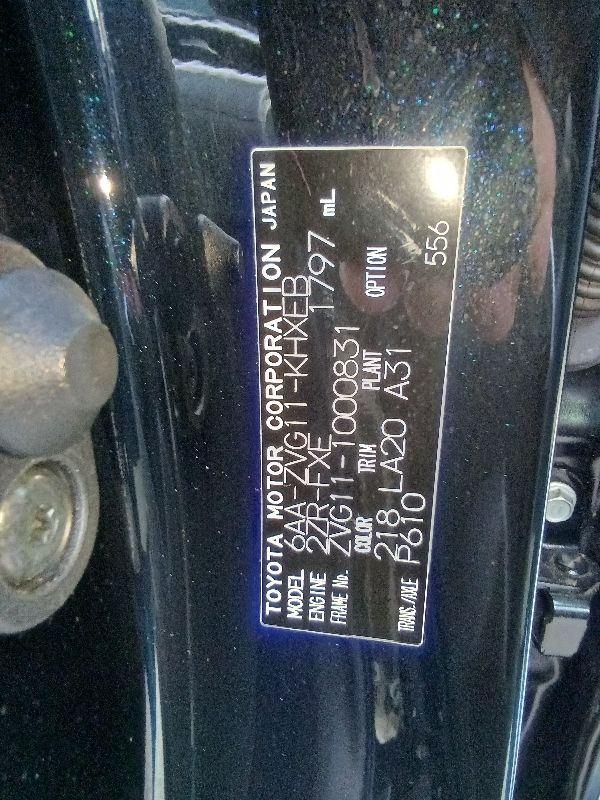 TOYOTA MOTOR CORPORATION JAPAN
MODEL 6AA-ZVG11-KHXEB
ENGINE 2ZR-FXE 1797 mL
FRAME No. ZVG11-1000831
COLOR TRIM PLANT OPTION
218 LA20 A31 556
TRANS./AXLE P610